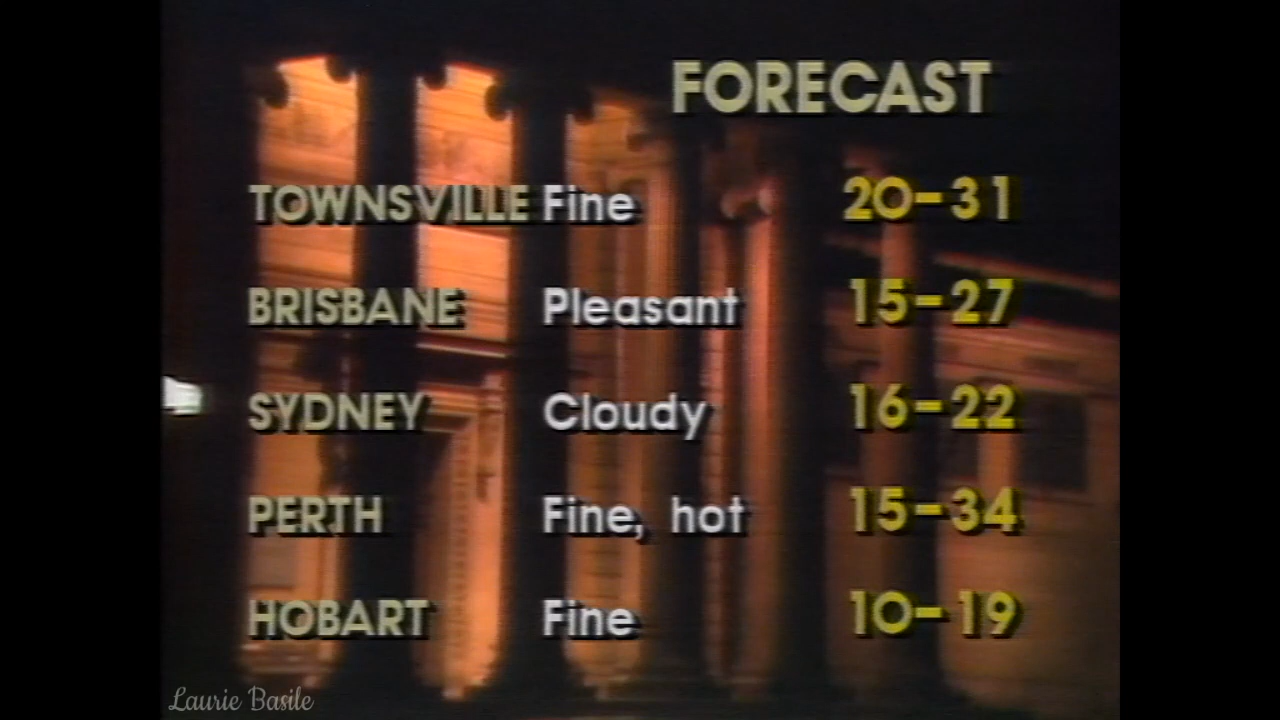 FORECAST
TOWNSVILLE Fine 20-31
BRISBANE Pleasant 15-27
SYDNEY Cloudy 16-22
PERTH Fine, hot 15-34
HOBART Fine 10-19
Laurie Basile